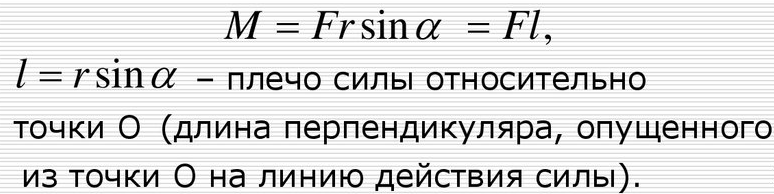 M = Fr sin α = Fl,
l = r sin α – плечо силы относительно
точки О (длина перпендикуляра, опущенного
из точки О на линию действия силы).